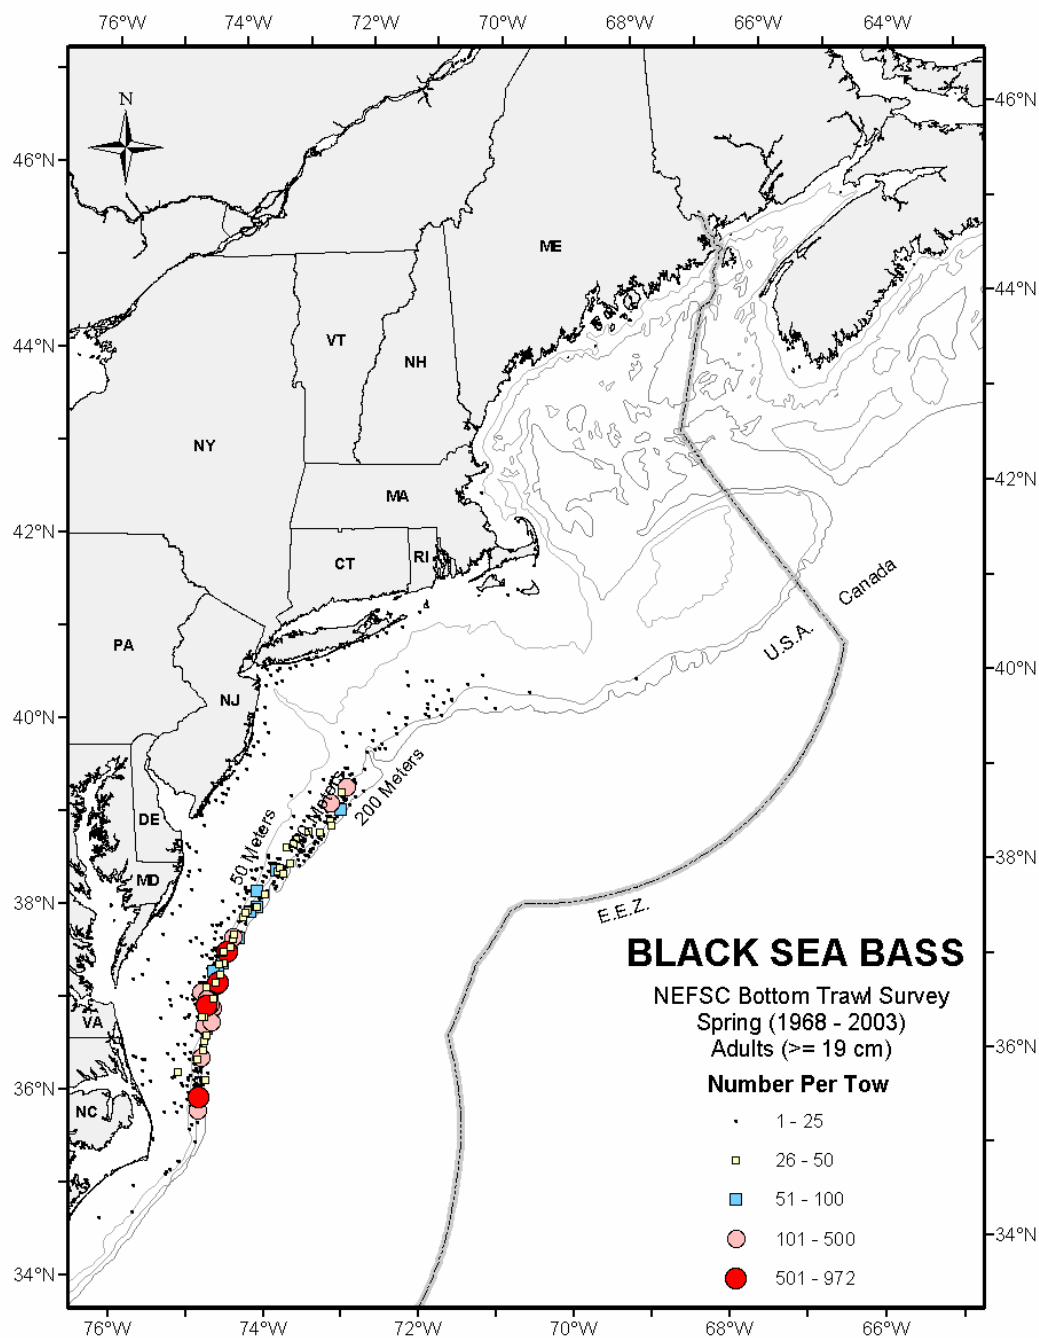 76°W 74°W 72°W 70°W 68°W 66°W 64°W
N
46°N
46°N
ME
44°N
VT
44°N
NH
NY
42°N
MA
42°N
RI
CT
Canada
PA
U.S.A.
40°N
NJ
40°N
200 Meters
Meters
DE
50 Meters
38°N
MD
38°N
E.E.Z.
BLACK SEA BASS
NEFSC Bottom Trawl Survey
Spring (1968 - 2003)
VA
Adults (>= 19 cm)
36°N
Number Per Tow
36°N
NC
1 - 25
26 - 50
51 - 100
101 - 500
34°N
501 - 972
34°N
76°W 74°W 72°W 70°W 68°W 66°W